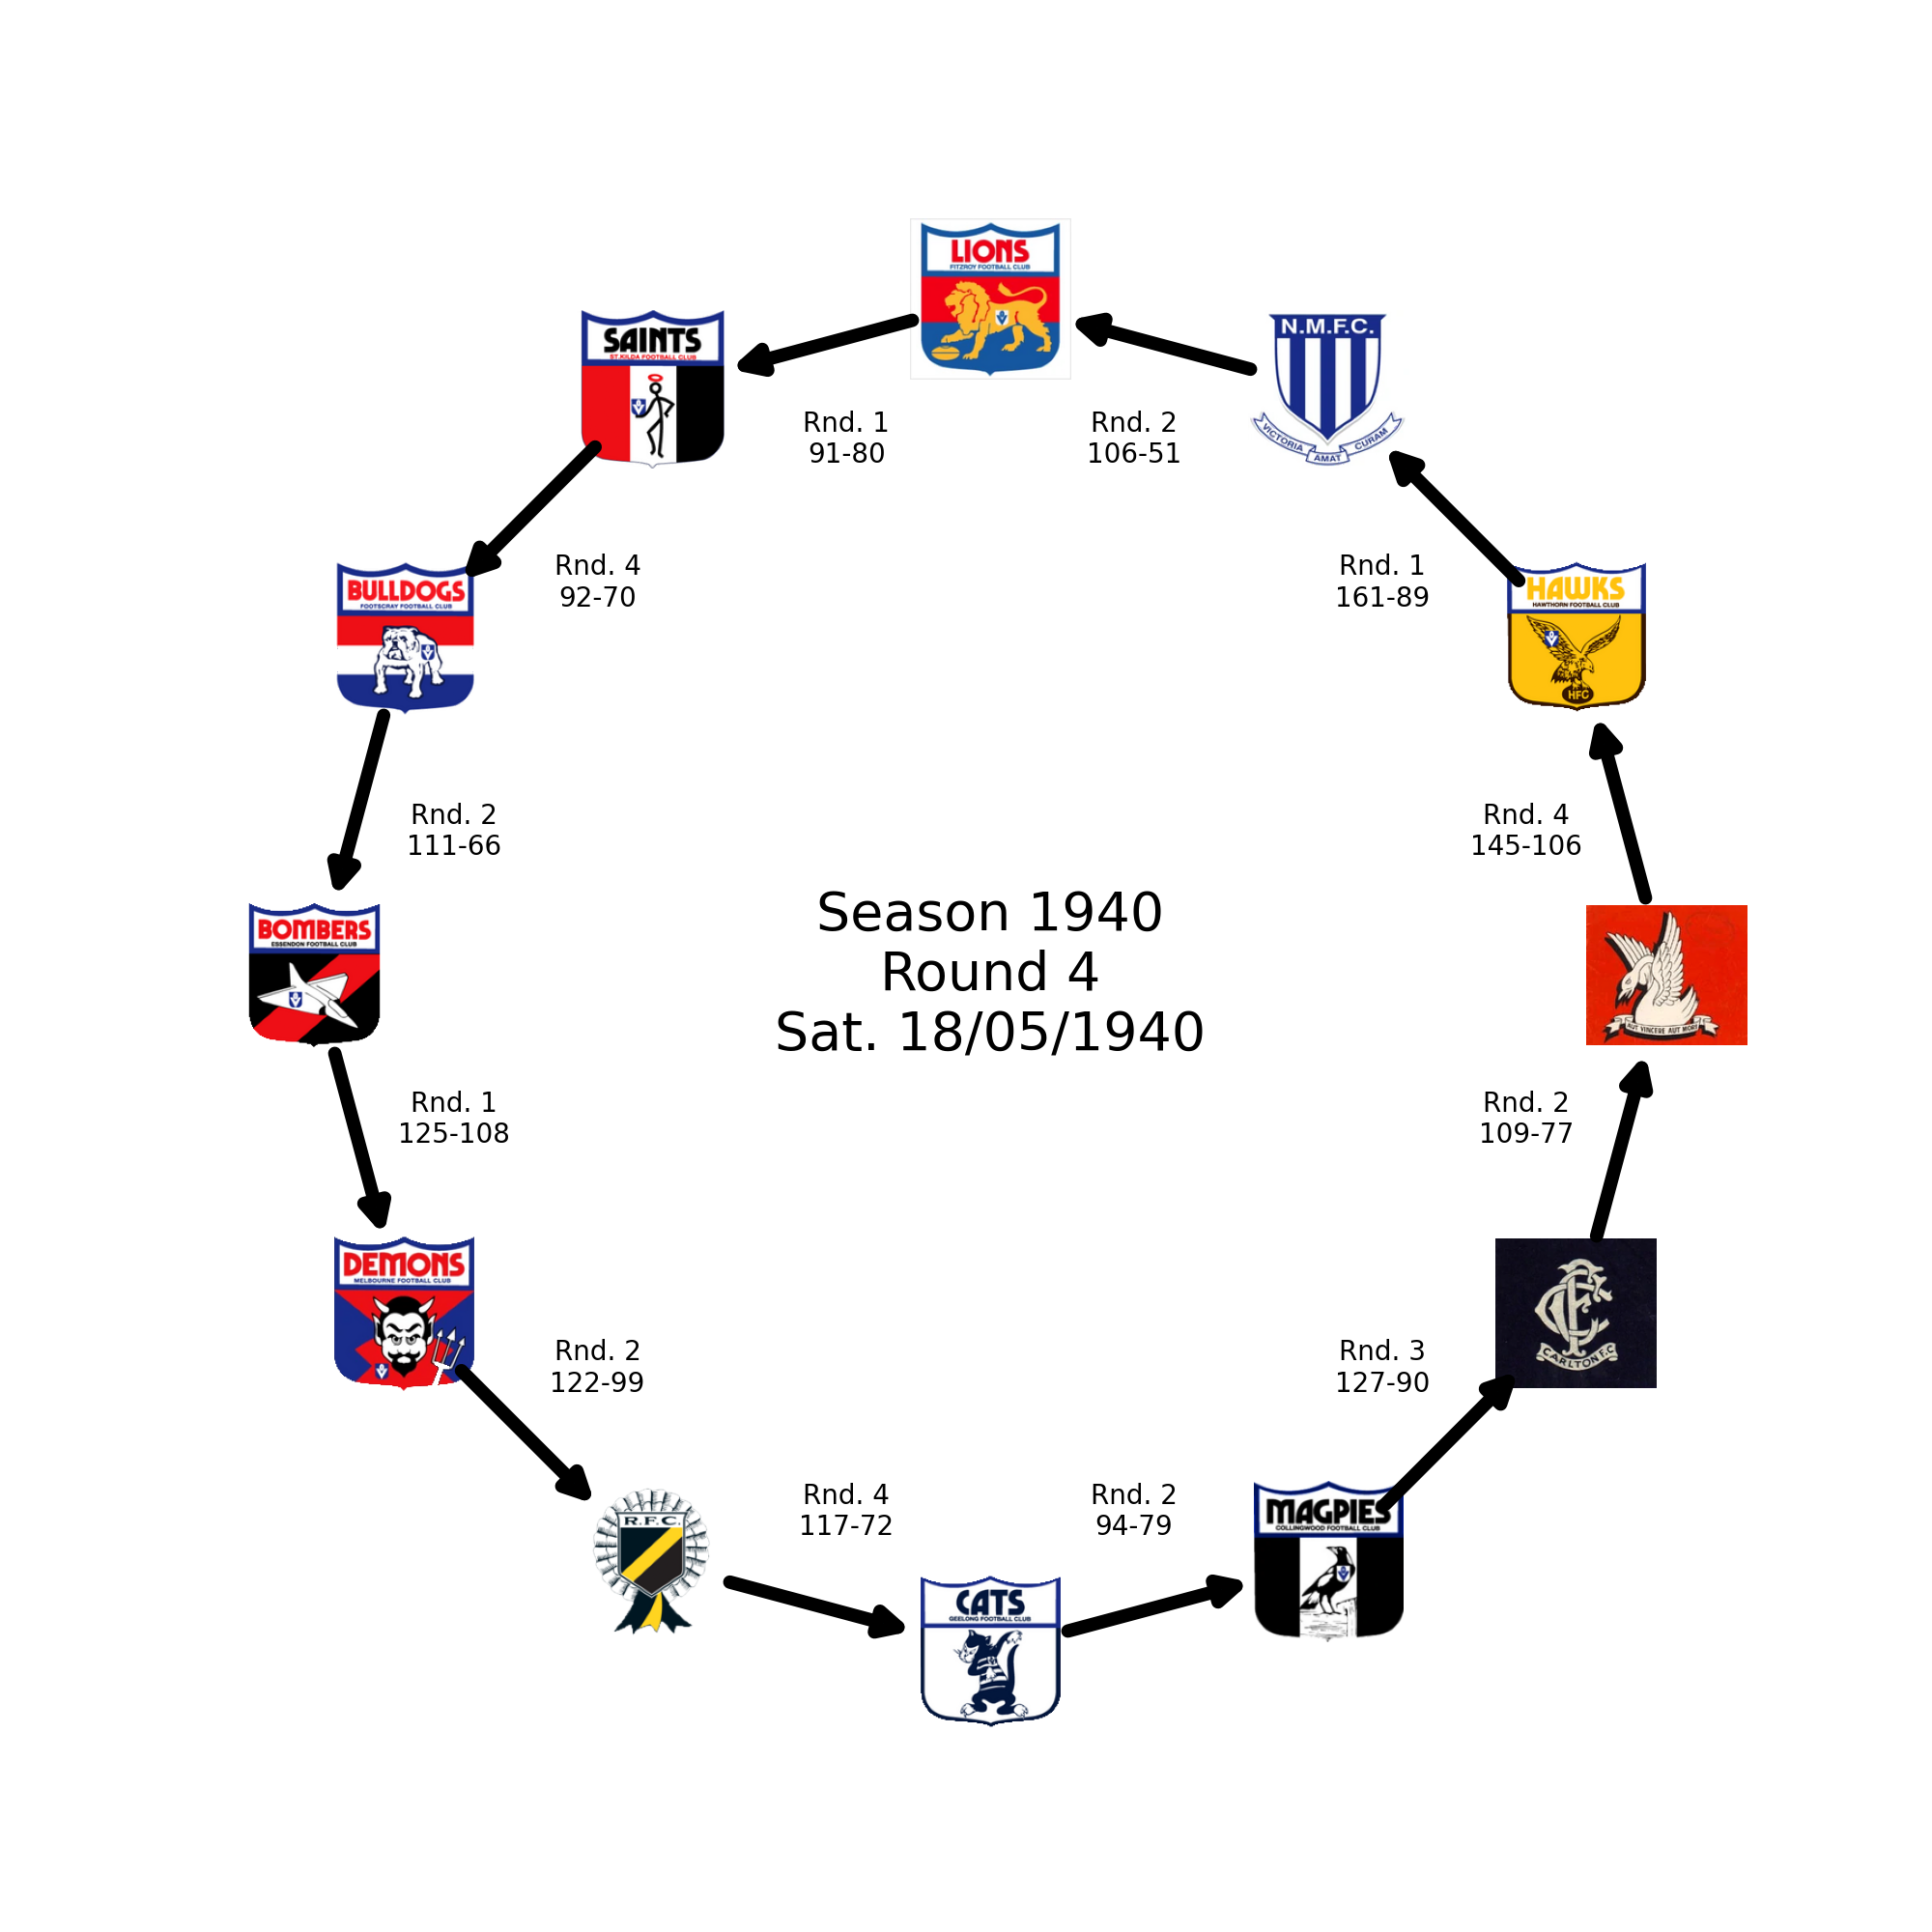 LIONS
FITZROY FOOTBALL CLUB
SAINTS
ST.KILDA FOOTBALL CLUB
N.M.F.C.
VICTORIA AMAT CURAM
Rnd. 1
91-80
Rnd. 2
106-51
Rnd. 4
92-70
Rnd. 1
161-89
BULLDOGS
FOOTSCRAY FOOTBALL CLUB
HAWKS
HAWTHORN FOOTBALL CLUB
HFC
Rnd. 2
111-66
Rnd. 4
145-106
Season 1940
Round 4
Sat. 18/05/1940
BOMBERS
ESSENDON FOOTBALL CLUB
AUT VINCERE AUT MORI
Rnd. 1
125-108
Rnd. 2
109-77
DEMONS
MELBOURNE FOOTBALL CLUB
CFC
CARLTON F.C
Rnd. 2
122-99
Rnd. 3
127-90
Rnd. 4
117-72
Rnd. 2
94-79
R.F.C.
MAGPIES
COLLINGWOOD FOOTBALL CLUB
CATS
GEELONG FOOTBALL CLUB